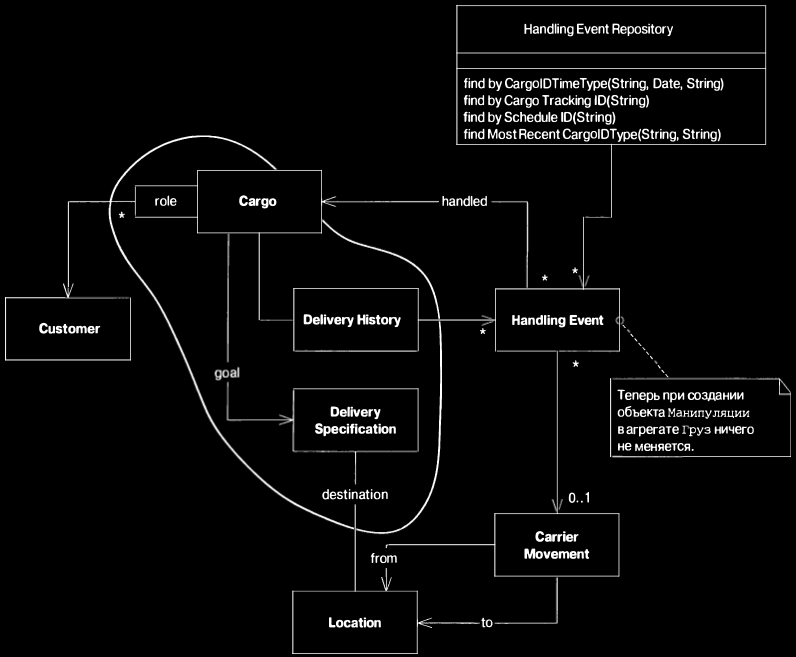 Handling Event Repository
find by CargoIDTimeType(String, Date, String)
find by Cargo Tracking ID(String)
find by Schedule ID(String)
find Most Recent CargoIDType(String, String)
role
Cargo
handled
*
*
*
Customer
Delivery History
*
Handling Event
*
goal
Delivery
Specification
Теперь при создании
объекта Манипуляции
в агрегате Груз ничего
не меняется.
destination
0..1
Carrier
Movement
from
Location
to